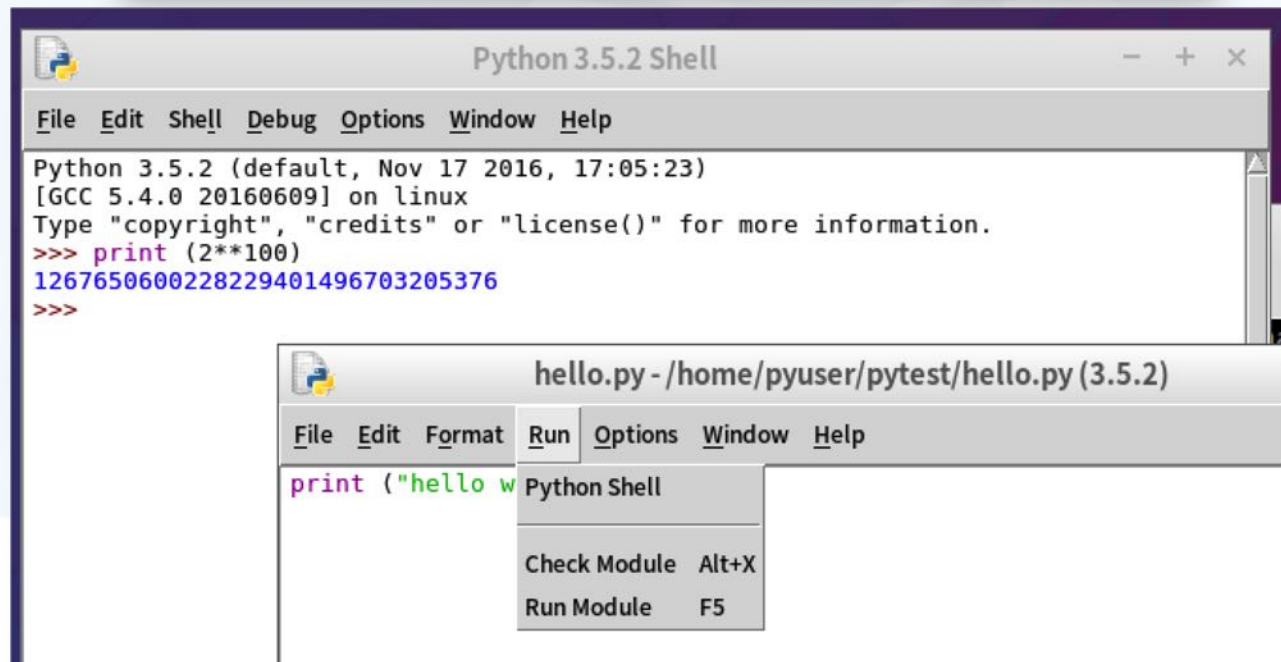 Python 3.5.2 Shell
File Edit Shell Debug Options Window Help
Python 3.5.2 (default, Nov 17 2016, 17:05:23)
[GCC 5.4.0 20160609] on linux
Type "copyright", "credits" or "license()" for more information.
>>> print (2**100)
1267650600228229401496703205376
>>>
hello.py - /home/pyuser/pytest/hello.py (3.5.2)
File Edit Format Run Options Window Help
print ("hello w
Python Shell
Check Module Alt+X
Run Module F5